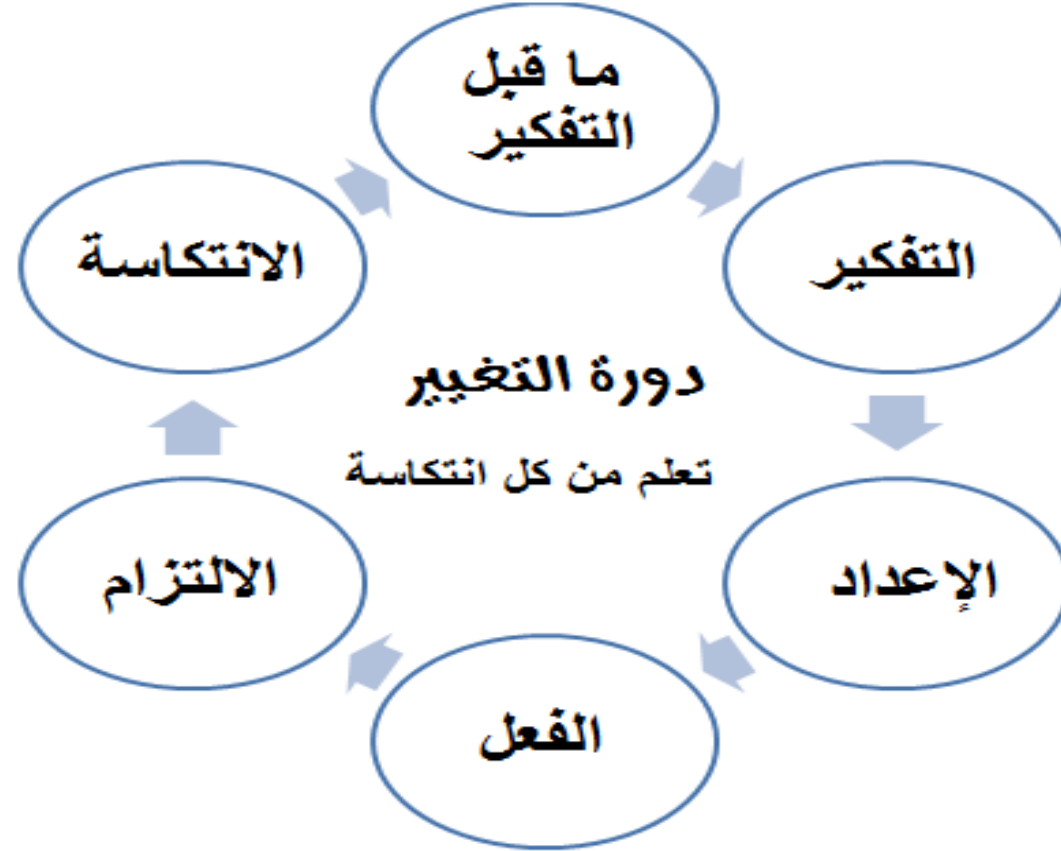 ما قبل
التفكير
التفكير
الإعداد
الفعل
الالتزام
الانتكاسة
دورة التغيير
تعلم من كل انتكاسة